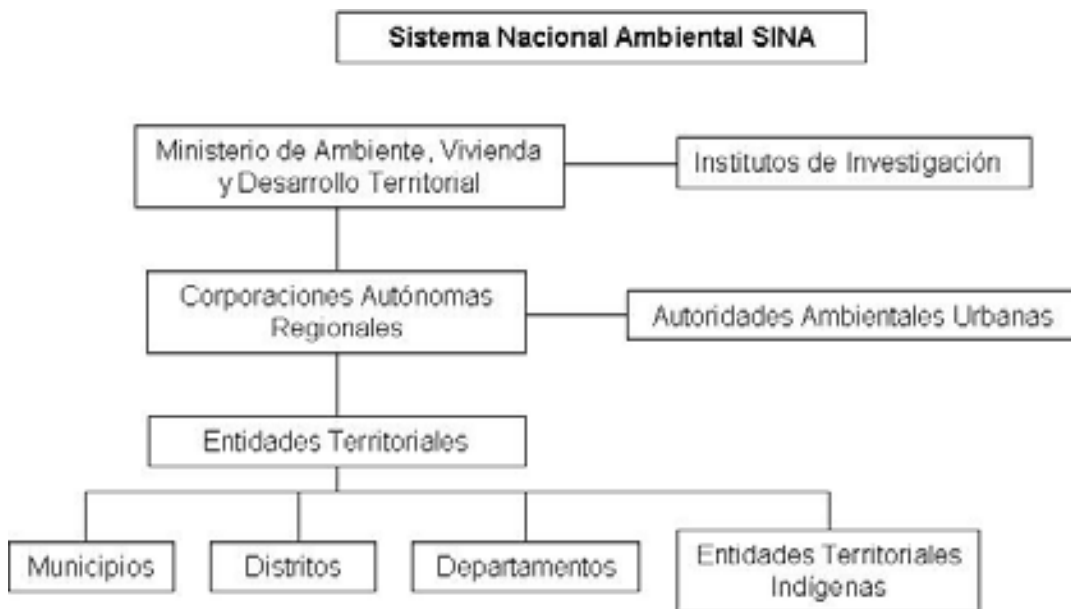 Sistema Nacional Ambiental SINA
Ministerio de Ambiente, Vivienda
y Desarrollo Territorial
Institutos de Investigación
Corporaciones Autónomas
Regionales
Autoridades Ambientales Urbanas
Entidades Territoriales
Municipios
Distritos
Departamentos
Entidades Territoriales
Indígenas